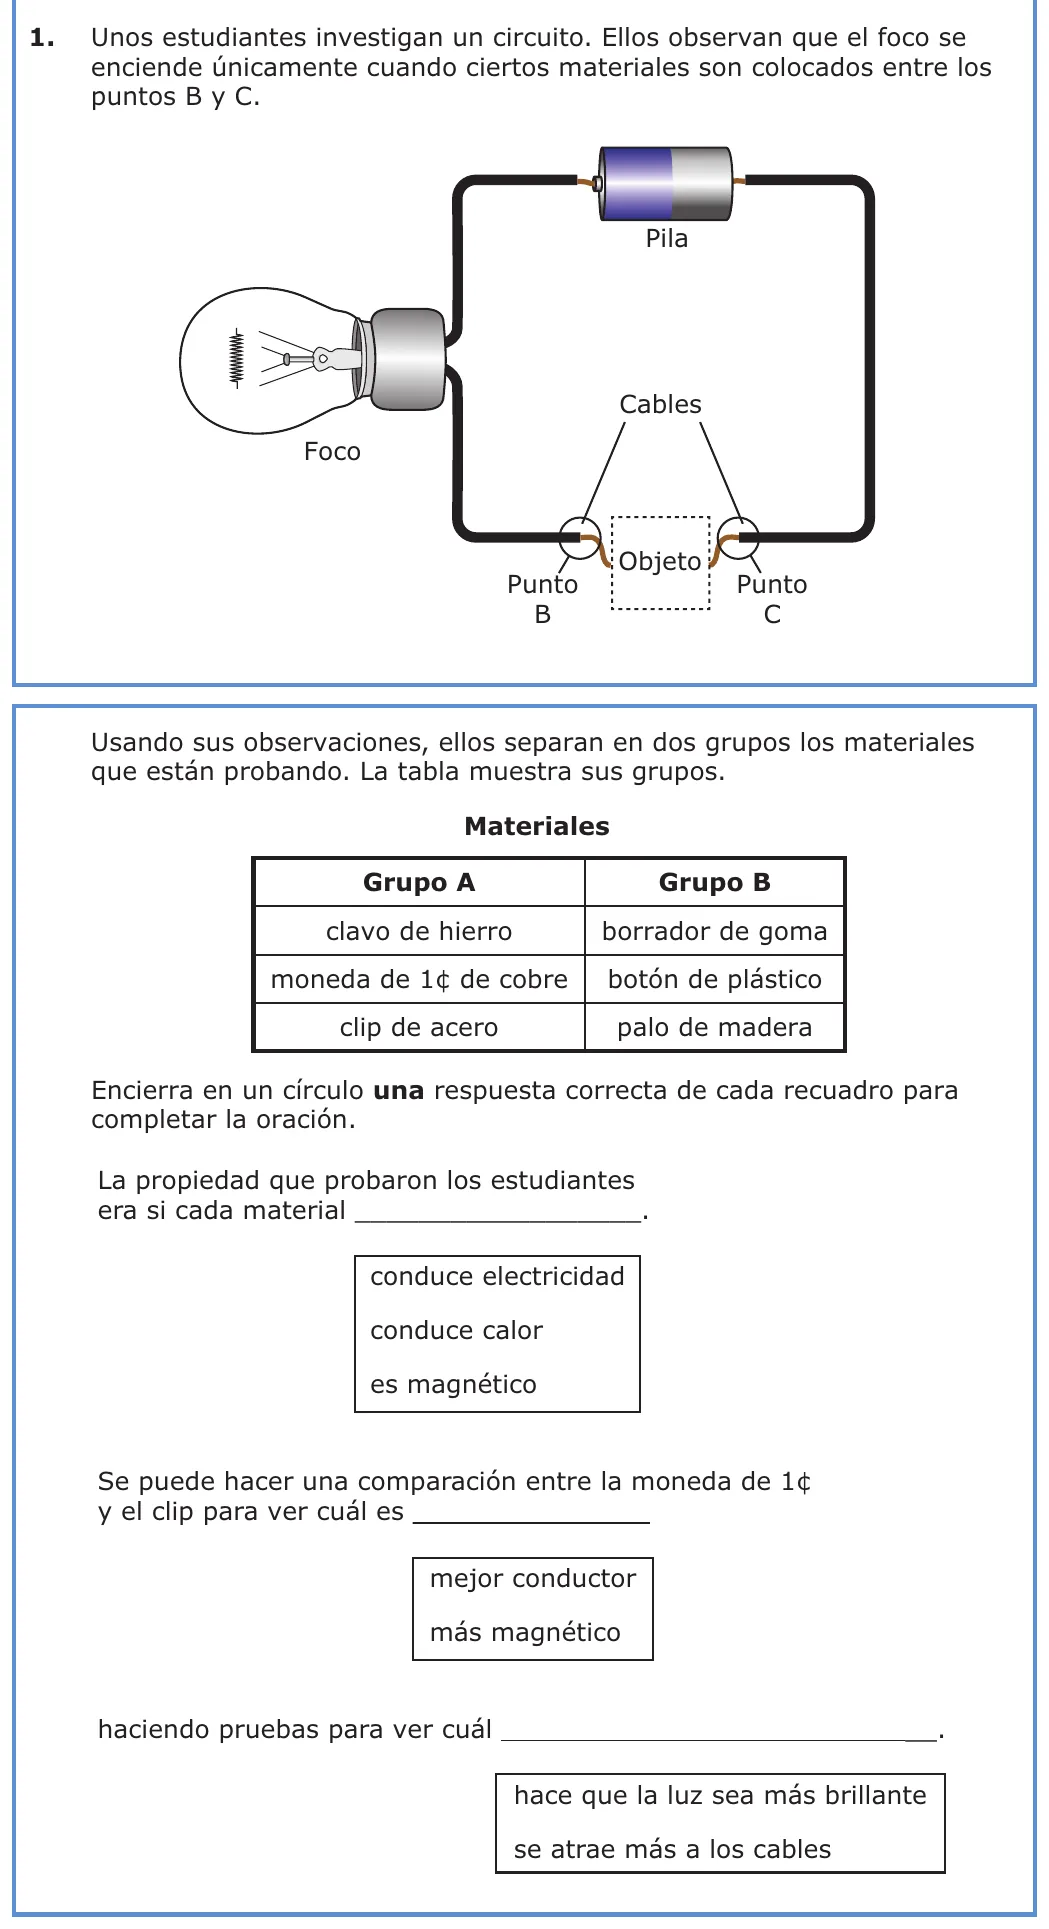 1. Unos estudiantes investigan un circuito. Ellos observan que el foco se
enciende únicamente cuando ciertos materiales son colocados entre los
puntos B y C.
Pila
Cables
Foco
Objeto
Punto
B
Punto
C
Usando sus observaciones, ellos separan en dos grupos los materiales
que están probando. La tabla muestra sus grupos.
Materiales
Grupo A Grupo B
clavo de hierro borrador de goma
moneda de 1¢ de cobre botón de plástico
clip de acero palo de madera
Encierra en un círculo una respuesta correcta de cada recuadro para
completar la oración.
La propiedad que probaron los estudiantes
era si cada material __________________.
conduce electricidad
conduce calor
es magnético
Se puede hacer una comparación entre la moneda de 1¢
y el clip para ver cuál es _______________
mejor conductor
más magnético
haciendo pruebas para ver cuál ____________________________.
hace que la luz sea más brillante
se atrae más a los cables